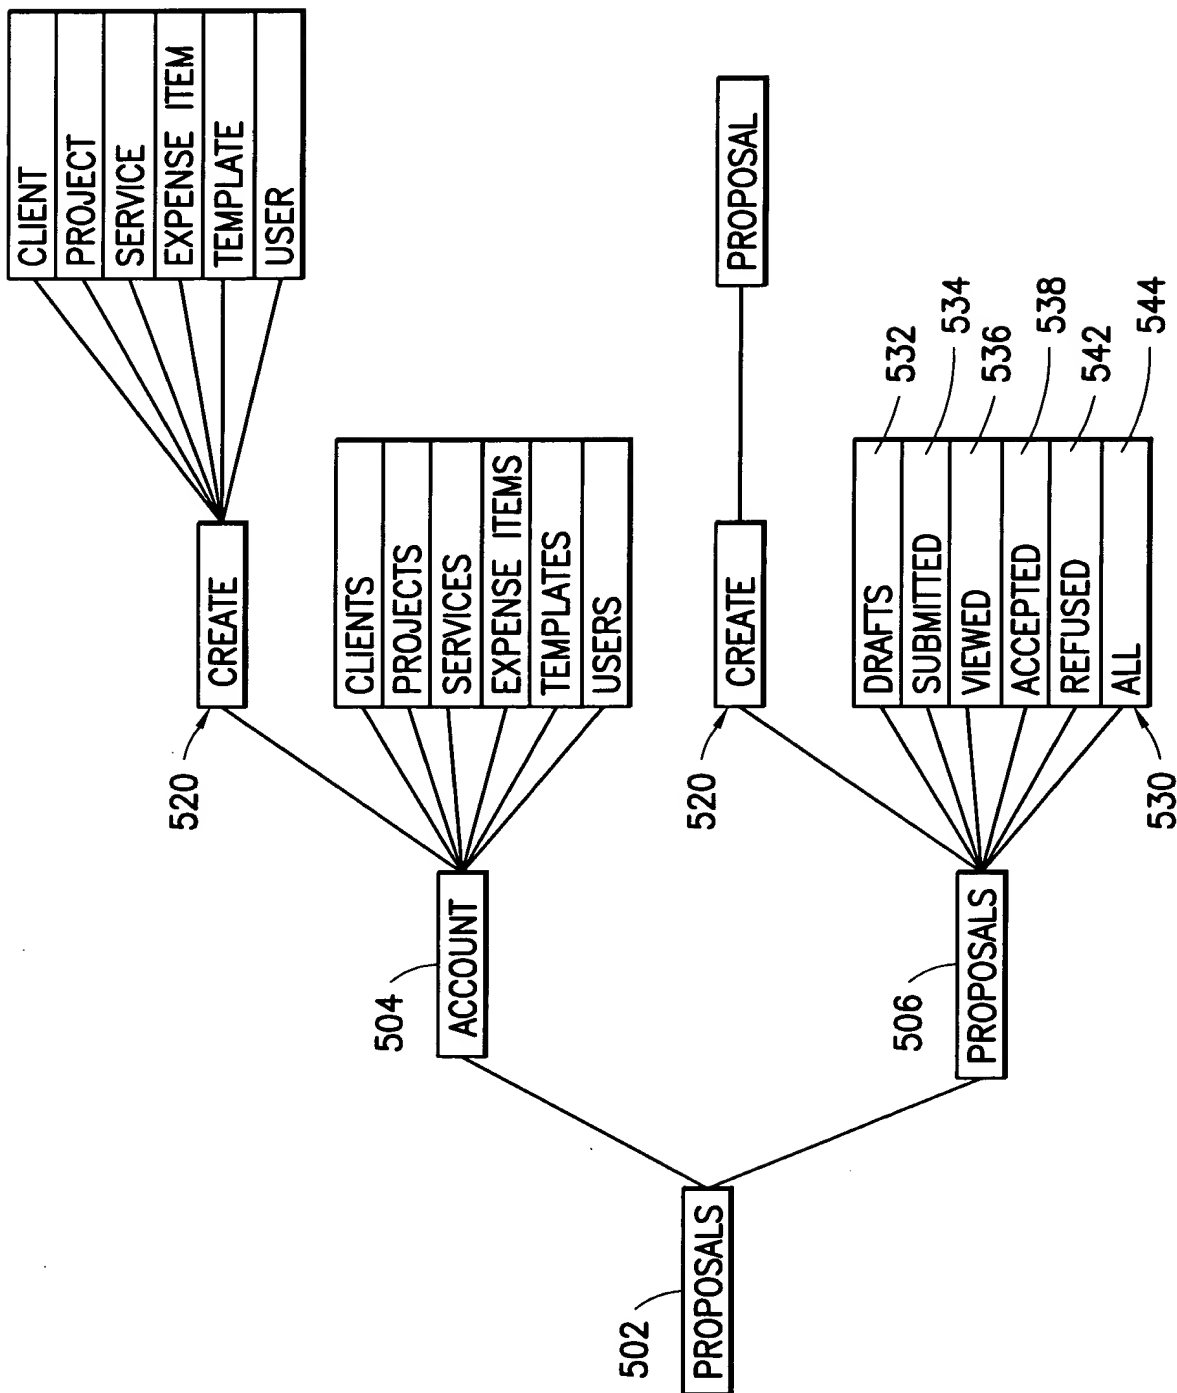 CLIENT
PROJECT
SERVICE
EXPENSE ITEM
TEMPLATE
USER
CREATE
520
CLIENTS
PROJECTS
SERVICES
EXPENSE ITEMS
TEMPLATES
USERS
504
ACCOUNT
502
PROPOSALS
520
CREATE
PROPOSAL
506
PROPOSALS
DRAFTS
532
SUBMITTED
534
VIEWED
536
ACCEPTED
538
REFUSED
542
ALL
544
530